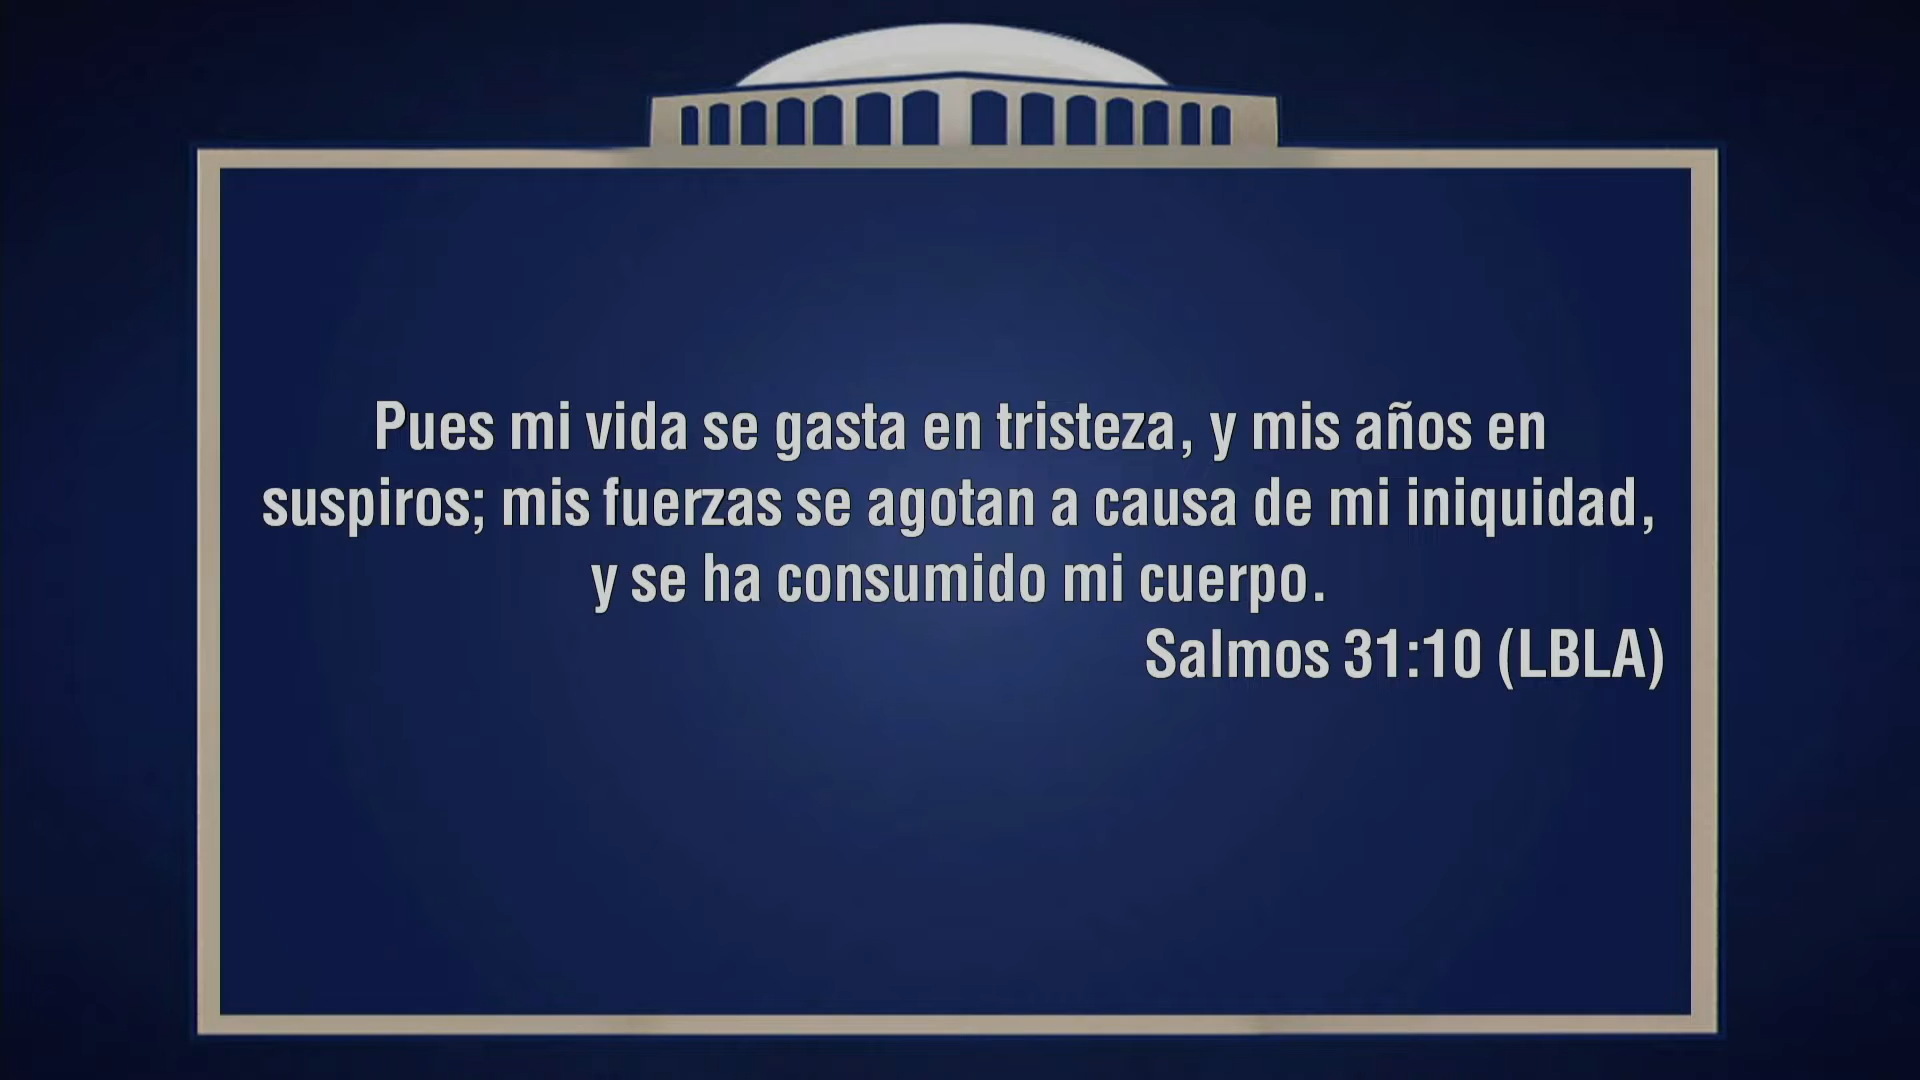 Pues mi vida se gasta en tristeza, y mis años en
suspiros; mis fuerzas se agotan a causa de mi iniquidad,
y se ha consumido mi cuerpo.
Salmos 31:10 (LBLA)